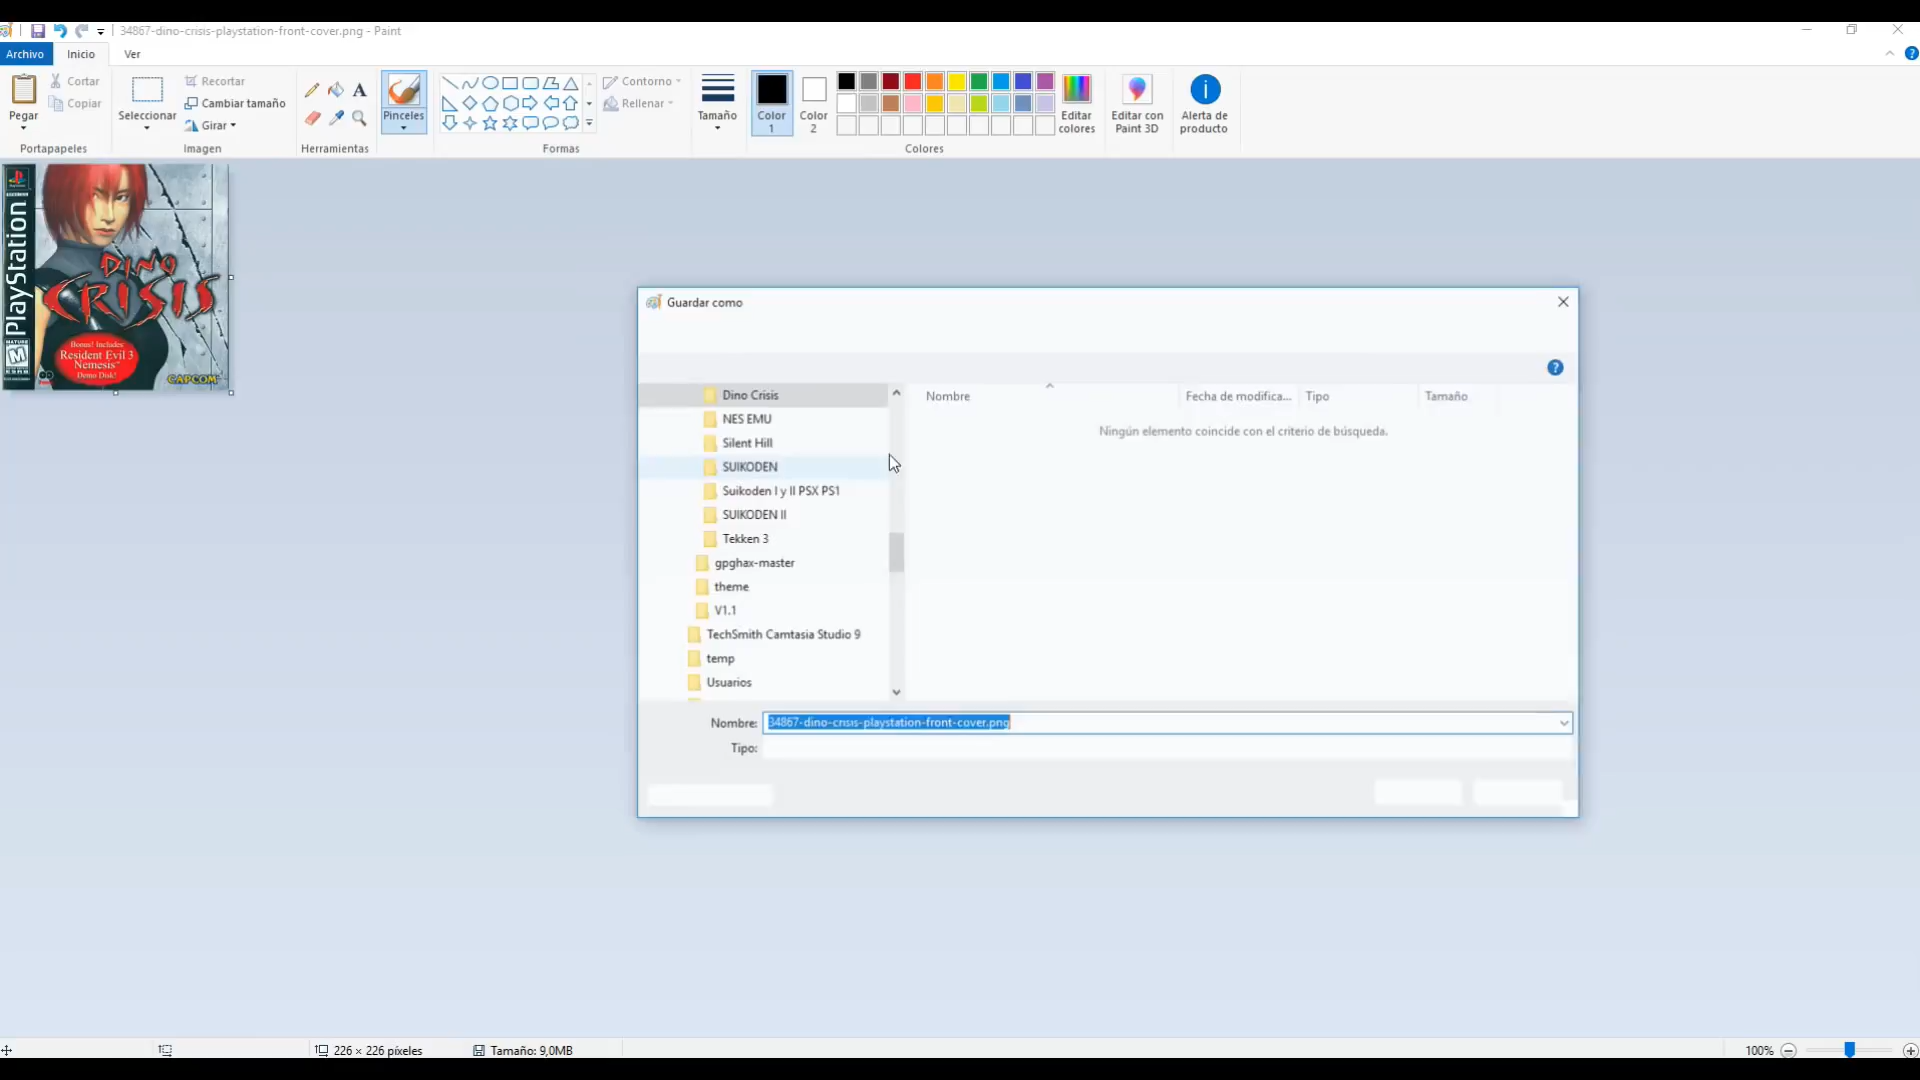 34867-dino-crisis-playstation-front-cover.png - Paint
Archivo
Inicio
Ver
Pegar
Cortar
Copiar
Portapapeles
Seleccionar
Recortar
Cambiar tamaño
Girar
Imagen
A
Herramientas
Pinceles
Contorno
Rellenar
Formas
Tamaño
Color
1
Color
2
Editar
colores
Colores
Editar con
Paint 3D
Alerta de
producto
PlayStation
DINO
CRISIS
Bonus! Includes
Resident Evil 3
Nemesis™
Demo Disk!
M
CAPCOM
Guardar como
Dino Crisis
NES EMU
Silent Hill
SUIKODEN
Suikoden I y II PSX PS1
SUIKODEN II
Tekken 3
gpghax-master
theme
V1.1
TechSmith Camtasia Studio 9
temp
Usuarios
Nombre
Fecha de modifica...
Tipo
Tamaño
Ningún elemento coincide con el criterio de búsqueda.
Nombre:
34867-dino-crisis-playstation-front-cover.png
Tipo:
226 × 226 píxeles
Tamaño: 9,0MB
100%